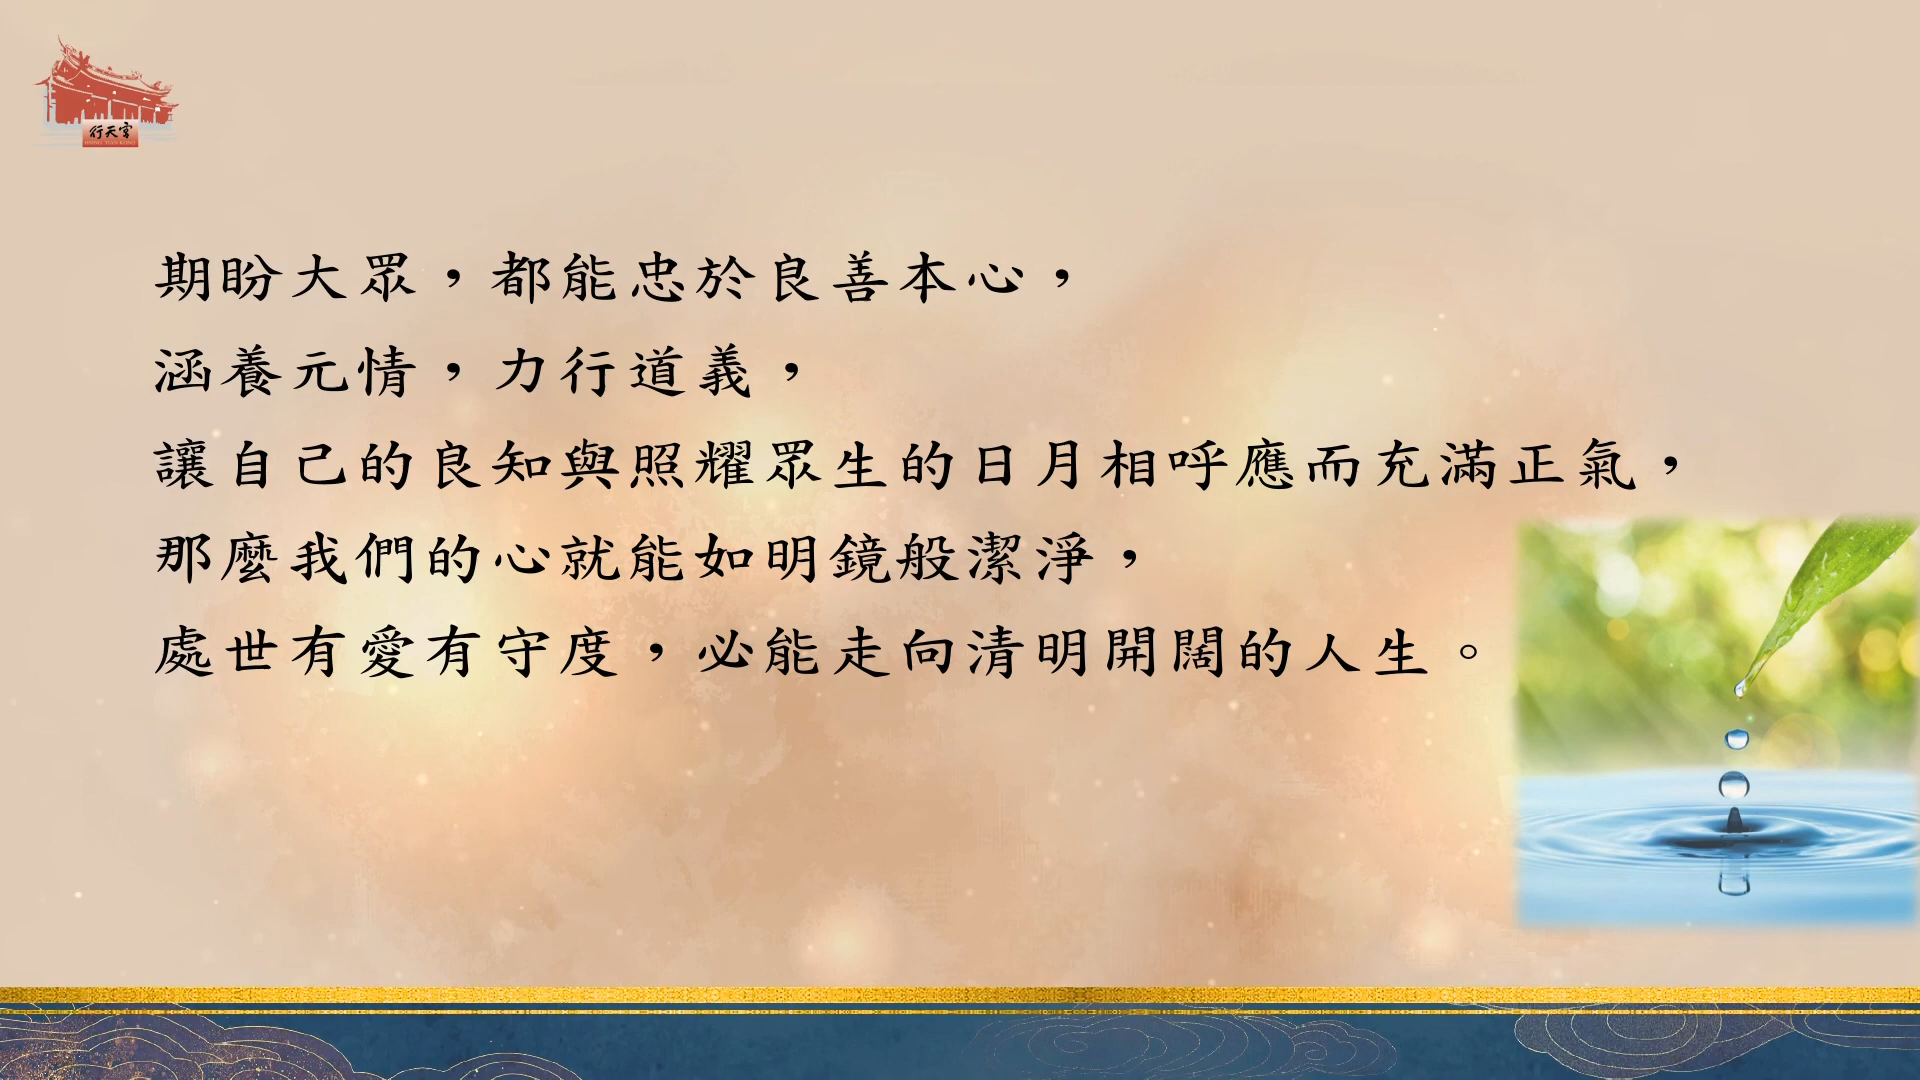 行天宮
HSING TIAN KONG
期盼大眾，都能忠於良善本心，
涵養元情，力行道義，
讓自己的良知與照耀眾生的日月相呼應而充滿正氣，
那麼我們的心就能如明鏡般潔淨，
處世有愛有守度，必能走向清明開闊的人生。